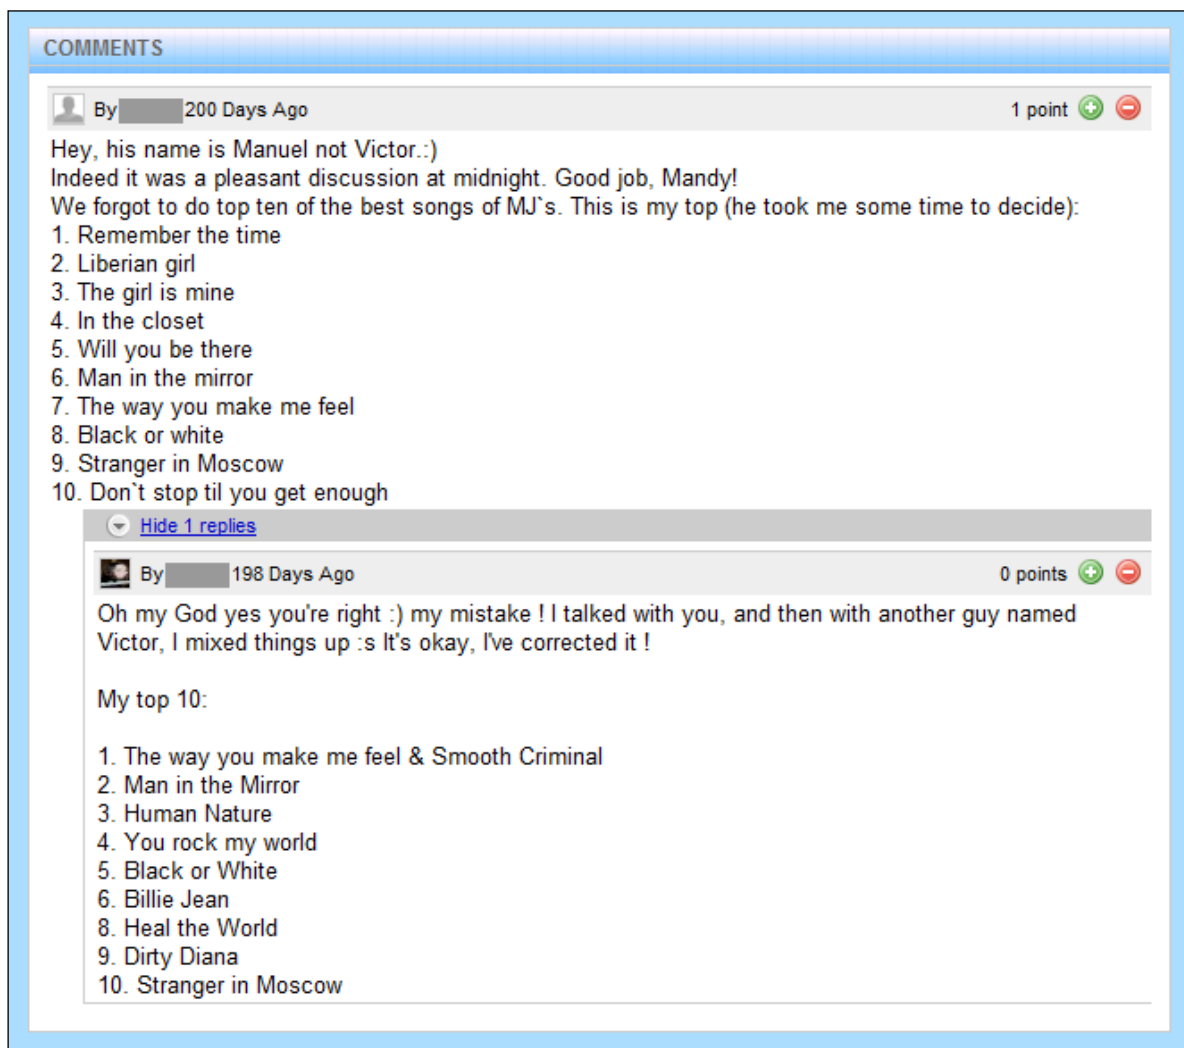 COMMENTS
By 200 Days Ago 1 point
Hey, his name is Manuel not Victor.:)
Indeed it was a pleasant discussion at midnight. Good job, Mandy!
We forgot to do top ten of the best songs of MJ`s. This is my top (he took me some time to decide):
1. Remember the time
2. Liberian girl
3. The girl is mine
4. In the closet
5. Will you be there
6. Man in the mirror
7. The way you make me feel
8. Black or white
9. Stranger in Moscow
10. Don`t stop til you get enough
Hide 1 replies
By 198 Days Ago 0 points
Oh my God yes you're right :) my mistake ! I talked with you, and then with another guy named
Victor, I mixed things up :s It's okay, I've corrected it !
My top 10:
1. The way you make me feel & Smooth Criminal
2. Man in the Mirror
3. Human Nature
4. You rock my world
5. Black or White
6. Billie Jean
8. Heal the World
9. Dirty Diana
10. Stranger in Moscow